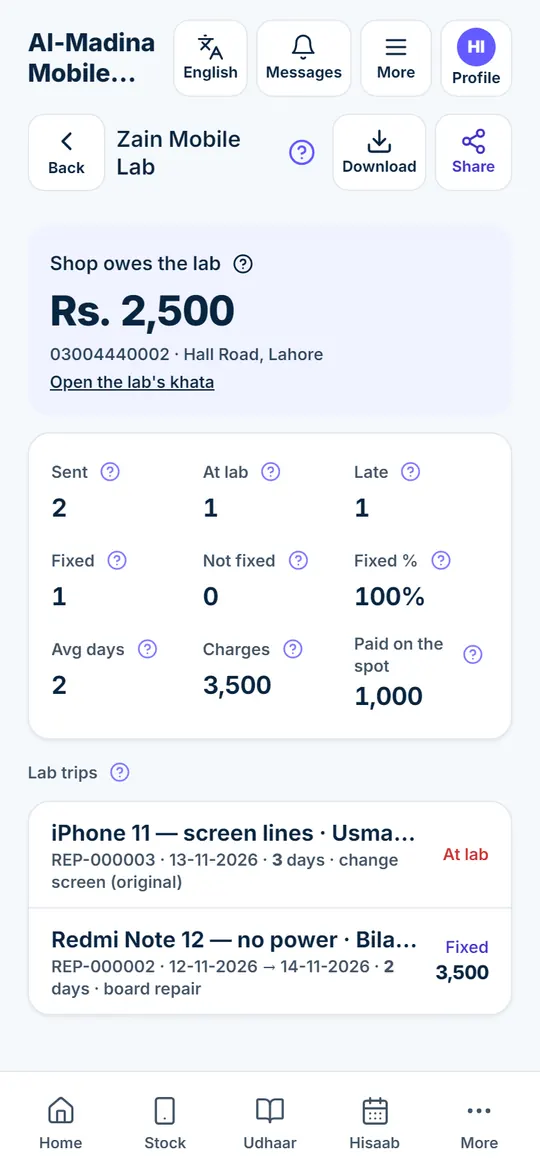 Al-Madina
Mobile...
English
Messages
More
HI
Profile
Back
Zain Mobile
Lab
Download
Share
Shop owes the lab
Rs. 2,500
03004440002 · Hall Road, Lahore
Open the lab's khata
Sent
At lab
Late
2
1
1
Fixed
Not fixed
Fixed %
1
0
100%
Avg days
Charges
Paid on the
spot
2
3,500
1,000
Lab trips
iPhone 11 — screen lines · Usma...
REP-000003 · 13-11-2026 · 3 days · change
screen (original)
At lab
Redmi Note 12 — no power · Bila...
REP-000002 · 12-11-2026 → 14-11-2026 · 2
days · board repair
Fixed
3,500
Home
Stock
Udhaar
Hisaab
More